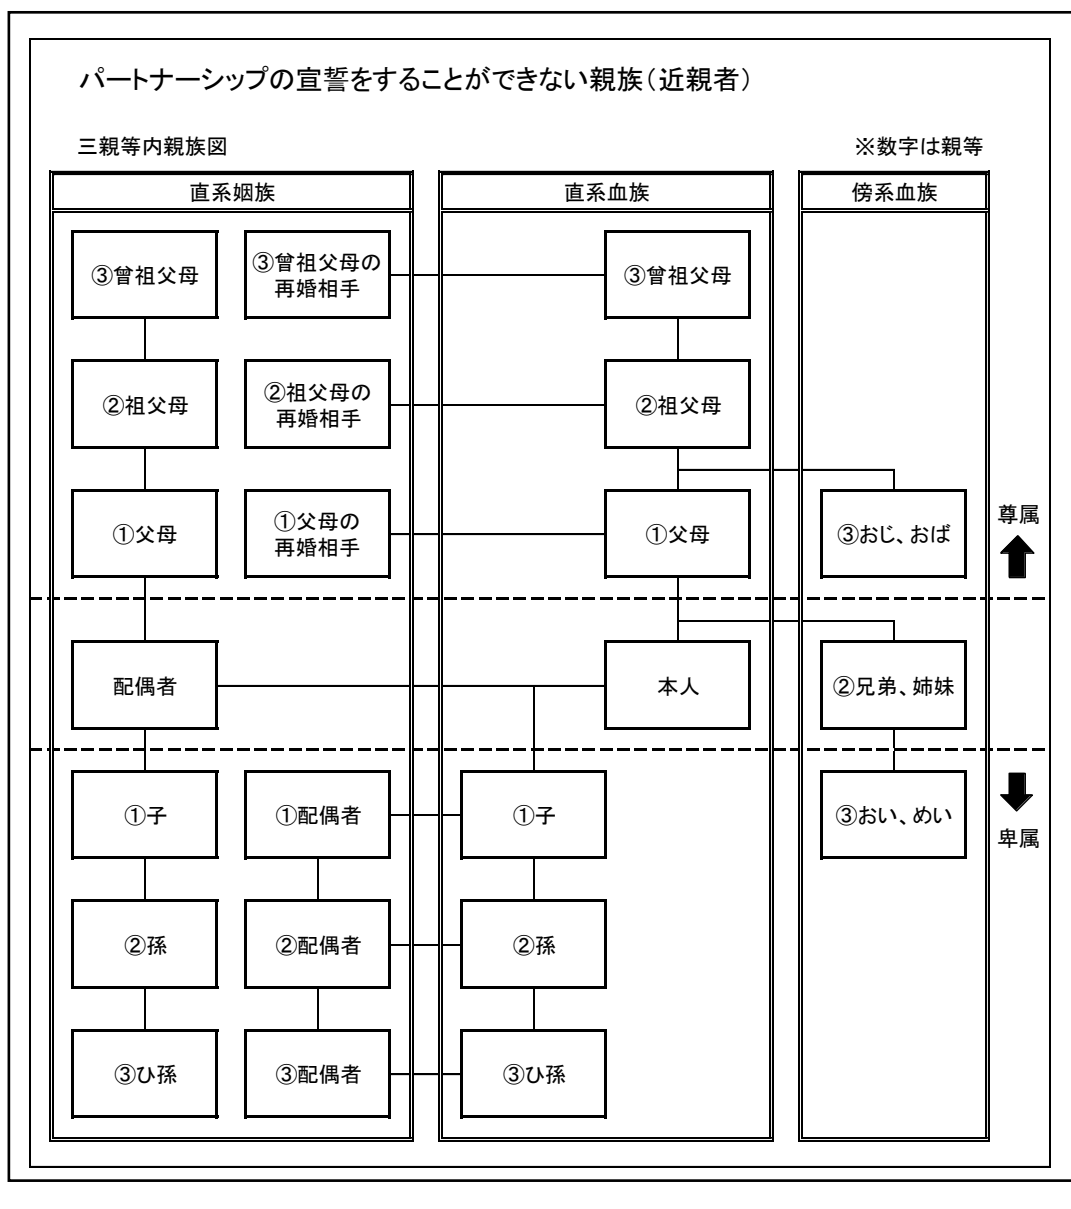 パートナーシップの宣誓をすることができない親族（近親者）
三親等内親族図
※数字は親等
直系姻族
直系血族
傍系血族
③曾祖父母
③曾祖父母の
再婚相手
③曾祖父母
②祖父母
②祖父母の
再婚相手
②祖父母
①父母
①父母の
再婚相手
①父母
③おじ、おば
尊属
配偶者
本人
②兄弟、姉妹
①子
①配偶者
①子
③おい、めい
卑属
②孫
②配偶者
②孫
③ひ孫
③配偶者
③ひ孫